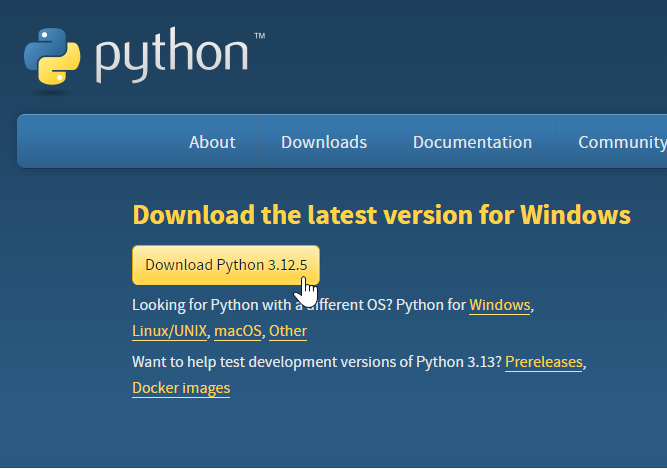 python™
About Downloads Documentation Community
Download the latest version for Windows
Download Python 3.12.5
Looking for Python with a different OS? Python for Windows,
Linux/UNIX, macOS, Other
Want to help test development versions of Python 3.13? Prereleases,
Docker images